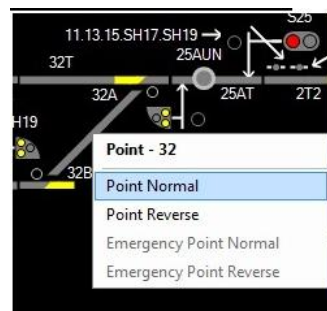 S25
11.13.15.SH17.SH19
25AUN
32T
32A
25AT
2T2
H19
32B
Point - 32
Point Normal
Point Reverse
Emergency Point Normal
Emergency Point Reverse